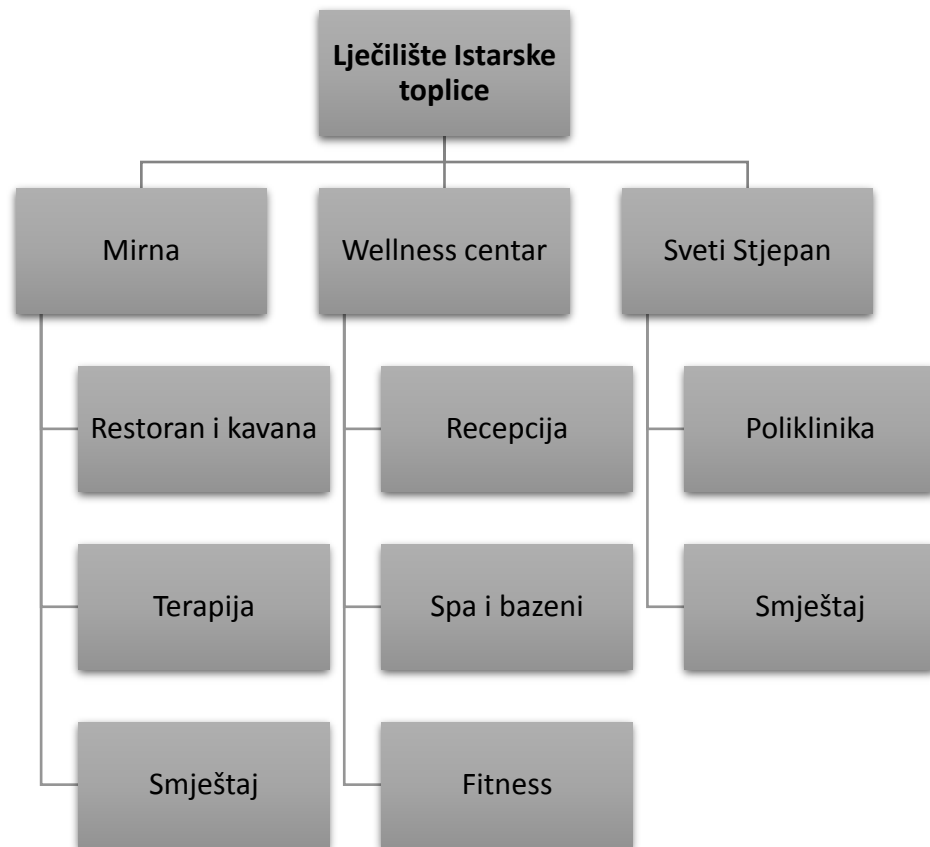 Lječilište Istarske
toplice
Mirna
Wellness centar
Sveti Stjepan
Restoran i kavana
Recepcija
Poliklinika
Terapija
Spa i bazeni
Smještaj
Smještaj
Fitness